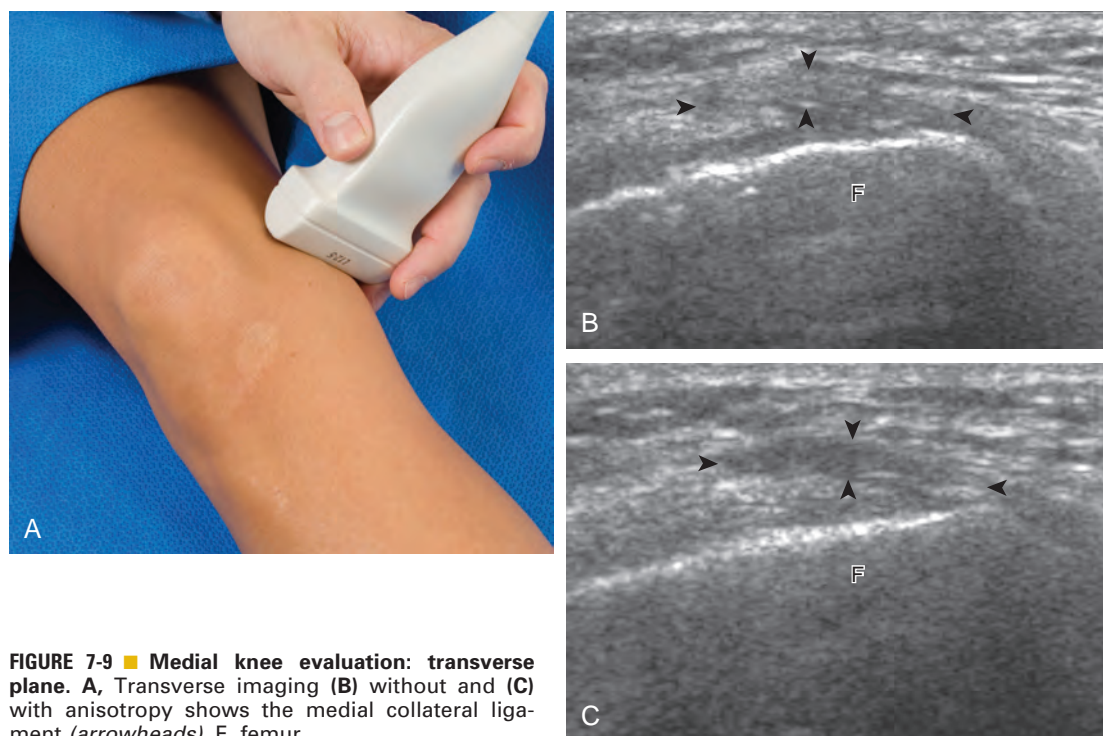 A
B
F
C
F
FIGURE 7-9 ■ Medial knee evaluation: transverse
plane. A, Transverse imaging (B) without and (C)
with anisotropy shows the medial collateral liga-
ment (arrowheads). F, femur.